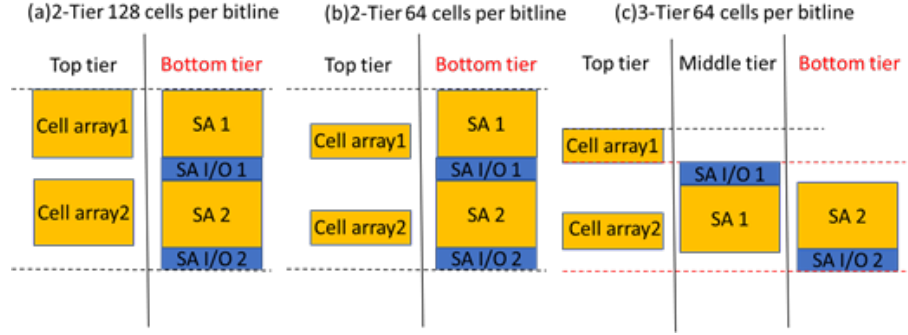 (a)2-Tier 128 cells per bitline
(b)2-Tier 64 cells per bitline
(c)3-Tier 64 cells per bitline
Top tier
Bottom tier
Top tier
Bottom tier
Top tier
Middle tier
Bottom tier
Cell array1
SA 1
SA I/O 1
Cell array2
SA 2
SA I/O 2
Cell array1
SA 1
SA I/O 1
Cell array2
SA 2
SA I/O 2
Cell array1
SA I/O 1
Cell array2
SA 1
SA 2
SA I/O 2